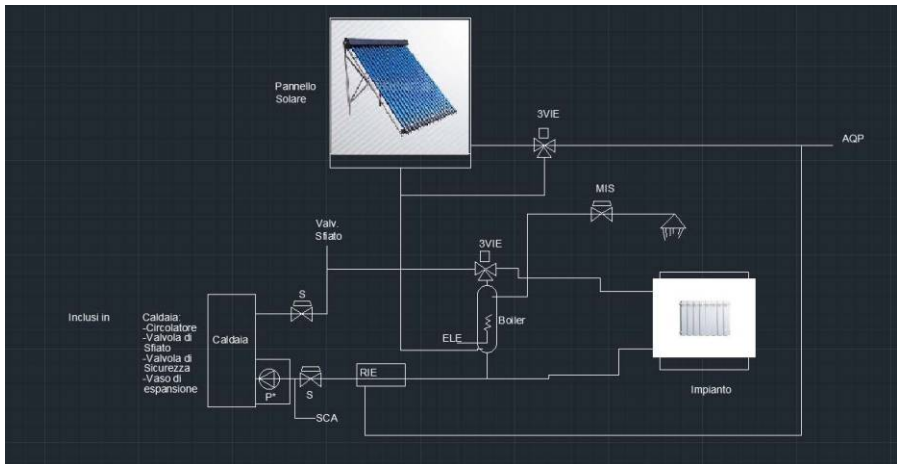 Pannello
Solare
3VIE
AQP
MIS
Valv.
Sfiato
3VIE
S
Inclusi in
Caldaia:
-Circolatore
-Valvola di
Sfiato
-Valvola di
Sicurezza
-Vaso di
espansione
Caldaia
Boiler
ELE
RIE
P*
S
SCA
Impianto